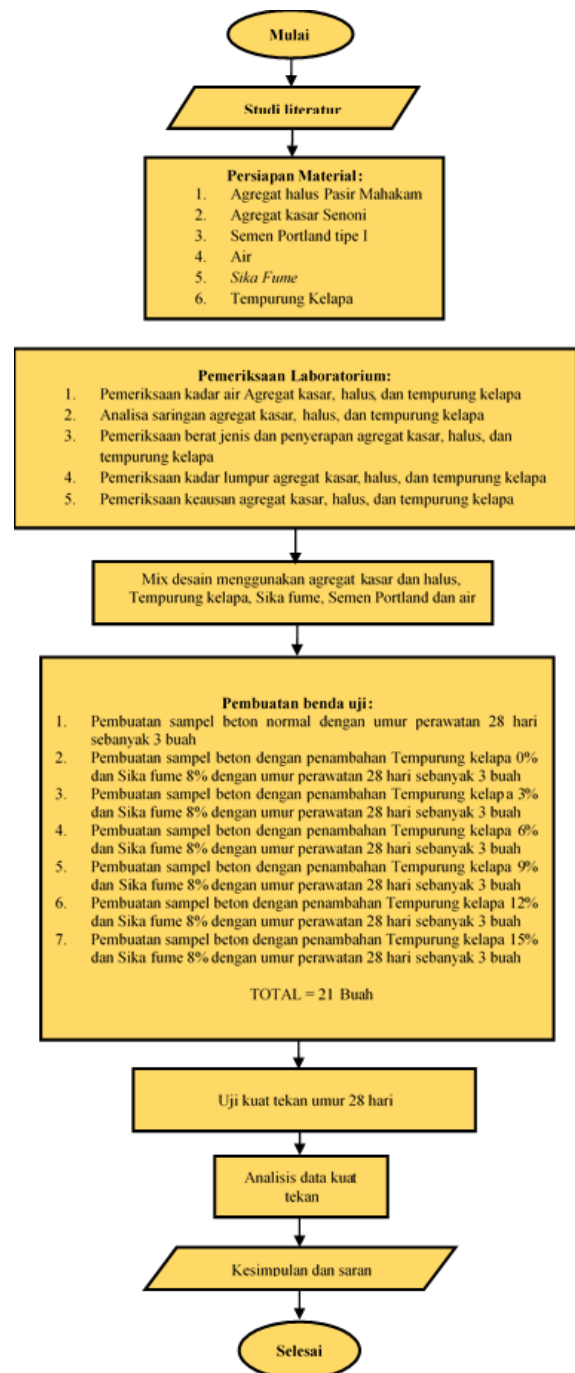 Mulai
Studi literatur
Persiapan Material:
1. Agregat halus Pasir Mahakam
2. Agregat kasar Senoni
3. Semen Portland tipe I
4. Air
5. Sika Fume
6. Tempurung Kelapa
Pemeriksaan Laboratorium:
1. Pemeriksaan kadar air Agregat kasar, halus, dan tempurung kelapa
2. Analisa saringan agregat kasar, halus, dan tempurung kelapa
3. Pemeriksaan berat jenis dan penyerapan agregat kasar, halus, dan
tempurung kelapa
4. Pemeriksaan kadar lumpur agregat kasar, halus, dan tempurung kelapa
5. Pemeriksaan keausan agregat kasar, halus, dan tempurung kelapa
Mix desain menggunakan agregat kasar dan halus,
Tempurung kelapa, Sika fume, Semen Portland dan air
Pembuatan benda uji:
1. Pembuatan sampel beton normal dengan umur perawatan 28 hari
sebanyak 3 buah
2. Pembuatan sampel beton dengan penambahan Tempurung kelapa 0%
dan Sika fume 8% dengan umur perawatan 28 hari sebanyak 3 buah
3. Pembuatan sampel beton dengan penambahan Tempurung kelapa 3%
dan Sika fume 8% dengan umur perawatan 28 hari sebanyak 3 buah
4. Pembuatan sampel beton dengan penambahan Tempurung kelapa 6%
dan Sika fume 8% dengan umur perawatan 28 hari sebanyak 3 buah
5. Pembuatan sampel beton dengan penambahan Tempurung kelapa 9%
dan Sika fume 8% dengan umur perawatan 28 hari sebanyak 3 buah
6. Pembuatan sampel beton dengan penambahan Tempurung kelapa 12%
dan Sika fume 8% dengan umur perawatan 28 hari sebanyak 3 buah
7. Pembuatan sampel beton dengan penambahan Tempurung kelapa 15%
dan Sika fume 8% dengan umur perawatan 28 hari sebanyak 3 buah
TOTAL = 21 Buah
Uji kuat tekan umur 28 hari
Analisis data kuat
tekan
Kesimpulan dan saran
Selesai